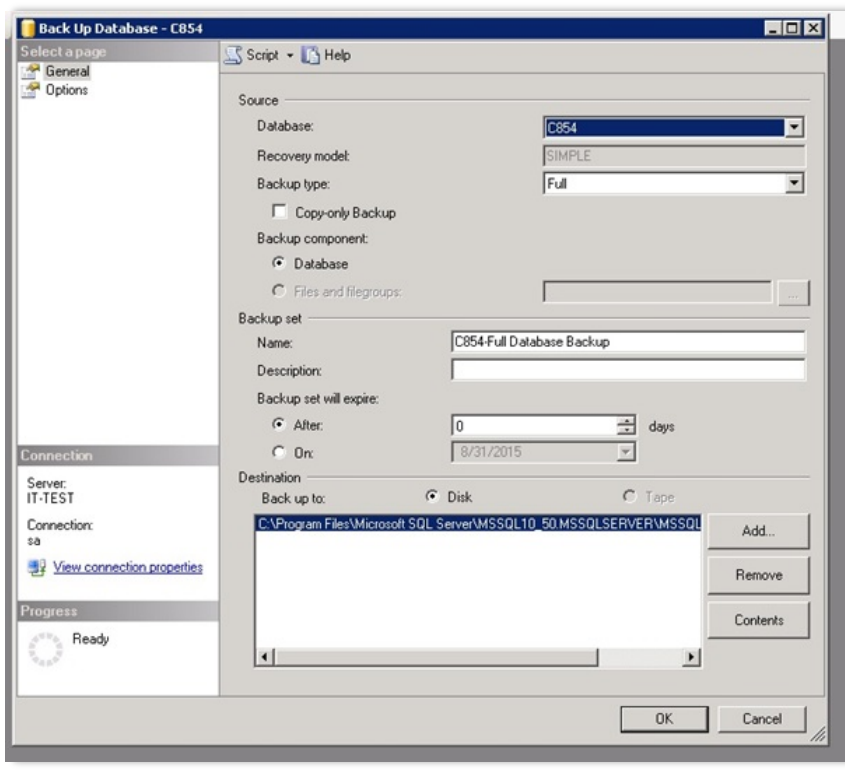 Back Up Database - C854
Select a page
General
Options
Script Help
Source
Database: C854
Recovery model: SIMPLE
Backup type: Full
Copy-only Backup
Backup component:
Database
Files and filegroups: ...
Backup set
Name: C854-Full Database Backup
Description:
Backup set will expire:
After: 0 days
On: 8/31/2015
Destination
Back up to: Disk Tape
C:\Program Files\Microsoft SQL Server\MSSQL10_50.MSSQLSERVER\MSSQL
Add...
Remove
Contents
Connection
Server:
IT-TEST
Connection:
sa
View connection properties
Progress
Ready
OK Cancel